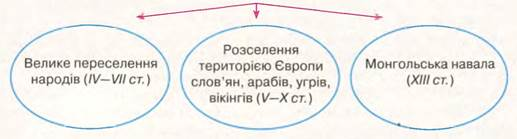 Велике переселення
народів (IV—VII ст.)
Розселення
територією Європи
слов'ян, арабів, угрів,
вікінгів (V—X ст.)
Монгольська навала
(XIII ст.)